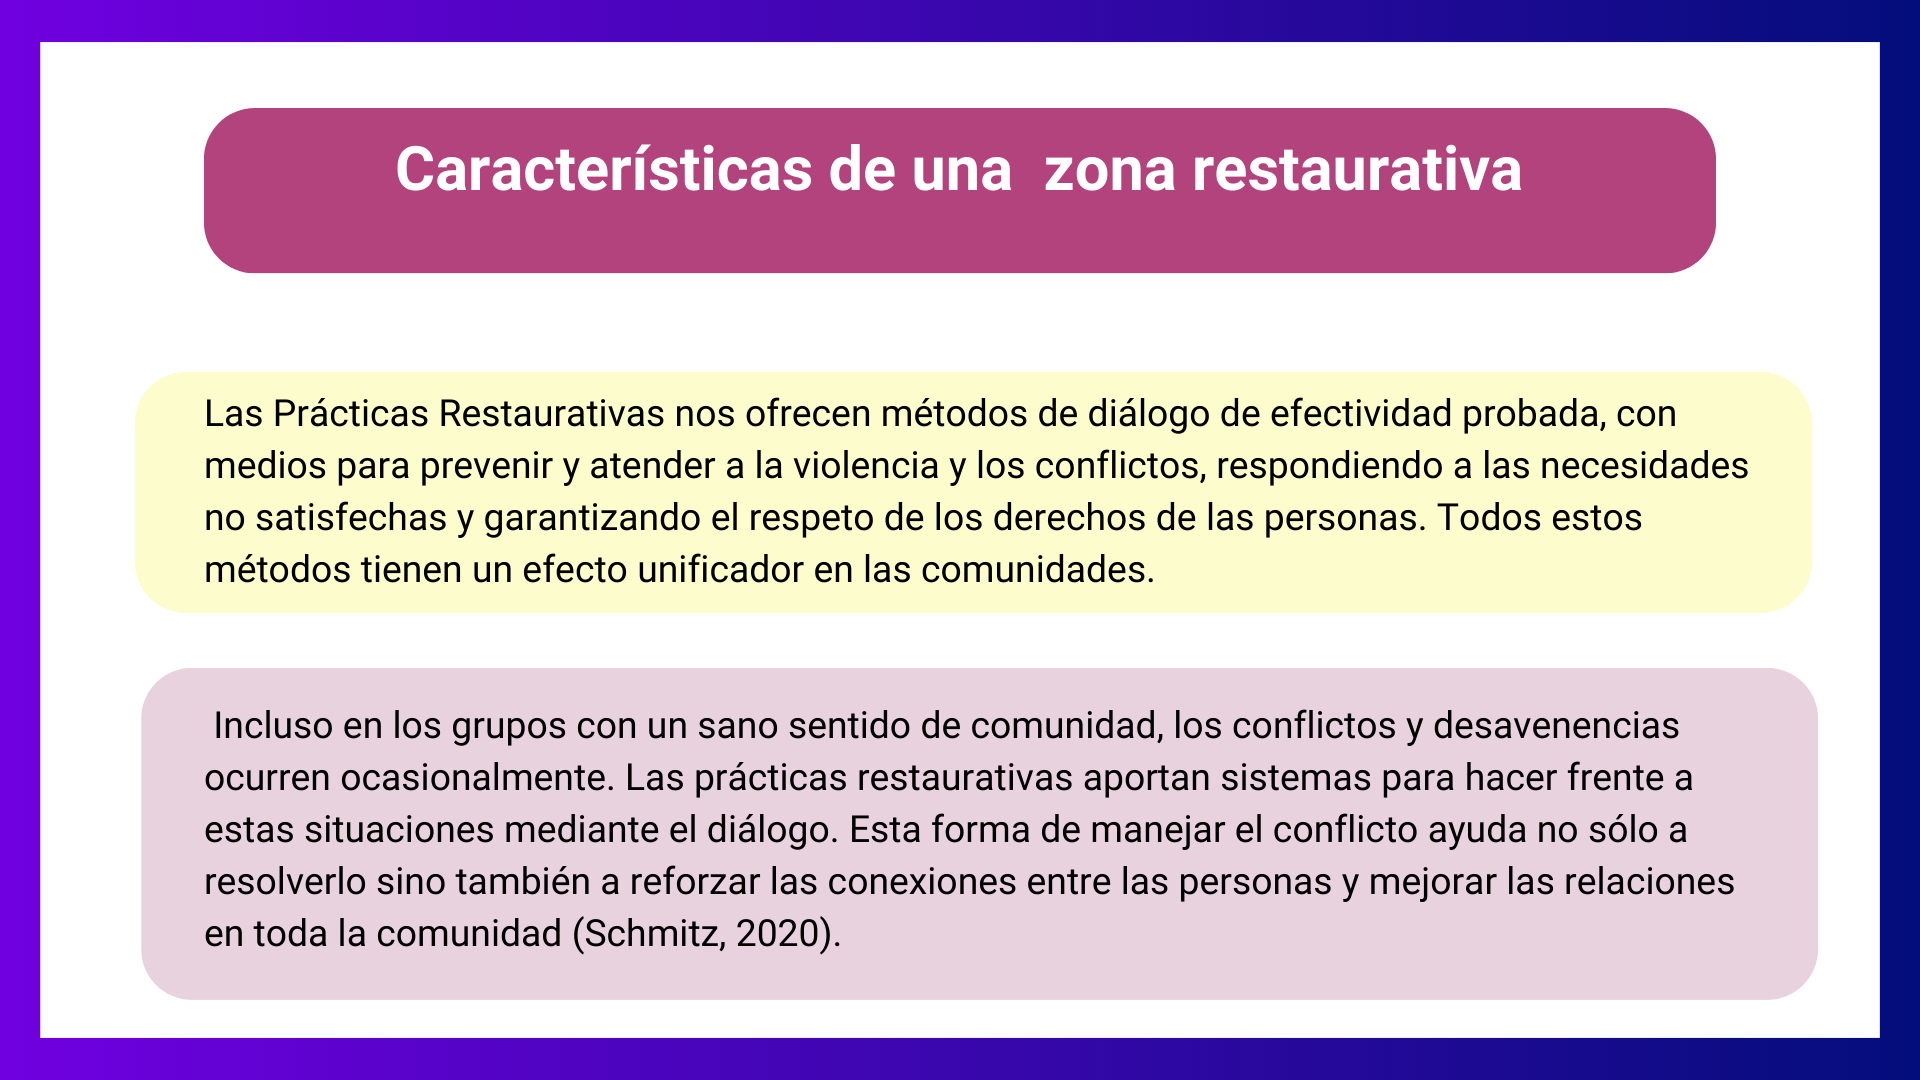 Características de una  zona restaurativa
Las Prácticas Restaurativas nos ofrecen métodos de diálogo de efectividad probada, con
medios para prevenir y atender a la violencia y los conflictos, respondiendo a las necesidades
no satisfechas y garantizando el respeto de los derechos de las personas. Todos estos
métodos tienen un efecto unificador en las comunidades.
Incluso en los grupos con un sano sentido de comunidad, los conflictos y desavenencias
ocurren ocasionalmente. Las prácticas restaurativas aportan sistemas para hacer frente a
estas situaciones mediante el diálogo. Esta forma de manejar el conflicto ayuda no sólo a
resolverlo sino también a reforzar las conexiones entre las personas y mejorar las relaciones
en toda la comunidad (Schmitz, 2020).